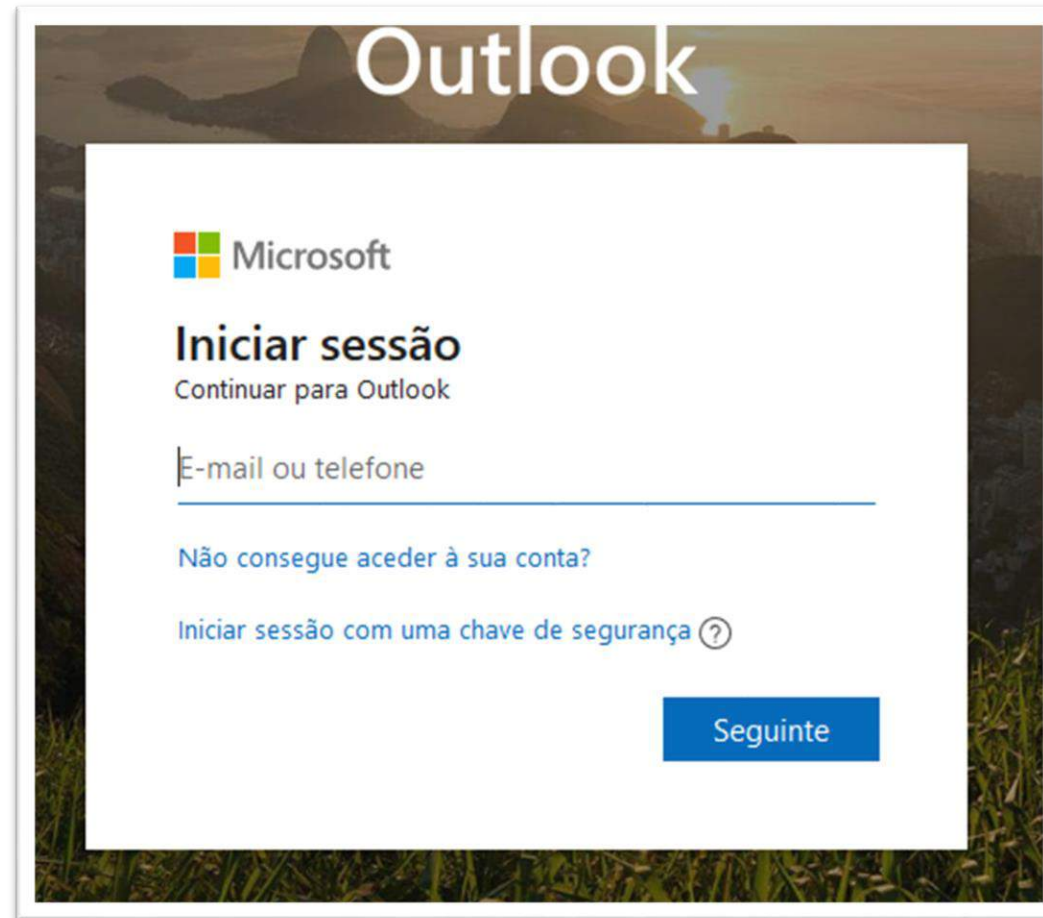 Outlook
Microsoft
Iniciar sessão
Continuar para Outlook
E-mail ou telefone
Não consegue aceder à sua conta?
Iniciar sessão com uma chave de segurança ?
Seguinte